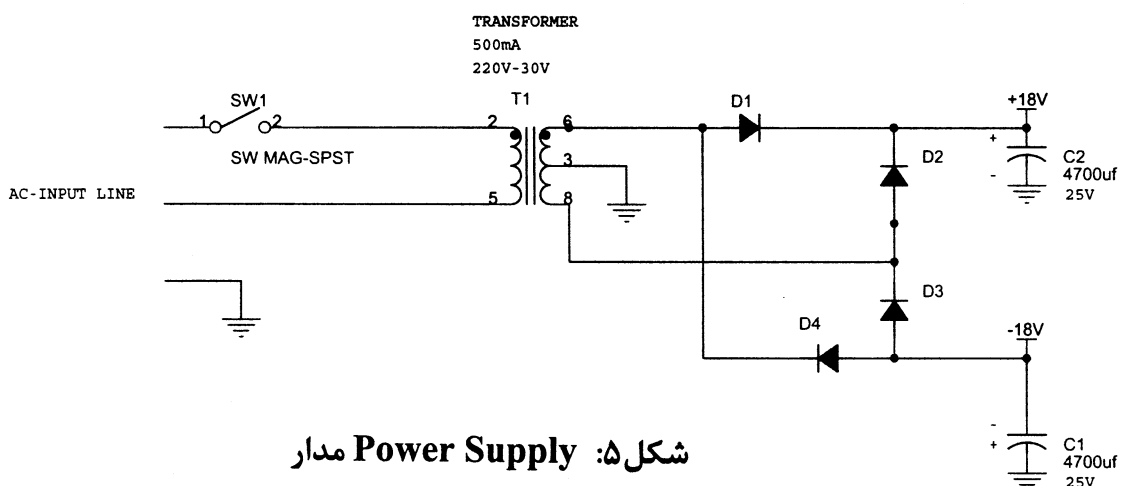 TRANSFORMER
500mA
220V-30V
T1
SW1
1
2
SW MAG-SPST
2
5
6
3
8
AC-INPUT LINE
D1
D2
D3
D4
+18V
+
-
C2
4700uf
25V
-18V
-
+
C1
4700uf
25V
شکل۵: Power Supply مدار